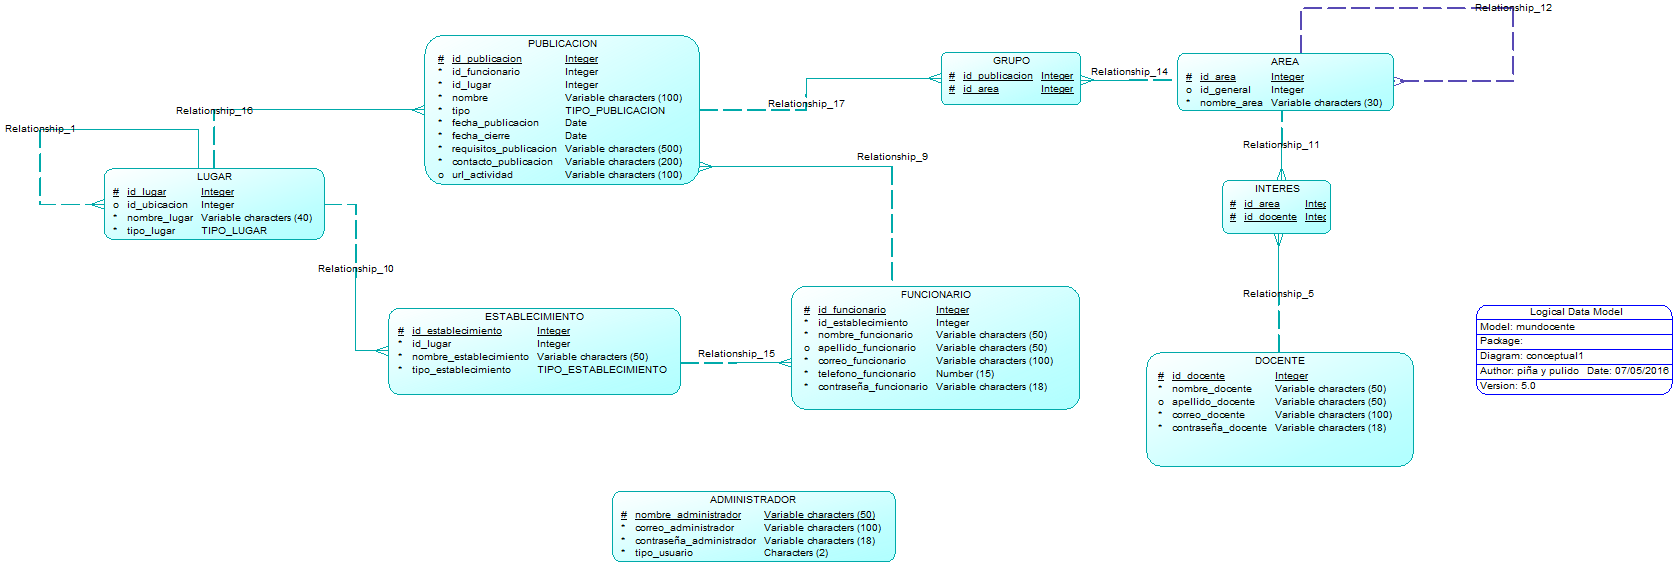 Relationship_12
PUBLICACION
# id_publicacion Integer
* id_funcionario Integer
* id_lugar Integer
* nombre Variable characters (100)
* tipo TIPO_PUBLICACION
* fecha_publicacion Date
* fecha_cierre Date
* requisitos_publicacion Variable characters (500)
* contacto_publicacion Variable characters (200)
o url_actividad Variable characters (100)
GRUPO
# id_publicacion Integer
# id_area Integer
Relationship_14
AREA
# id_area Integer
o id_general Integer
* nombre_area Variable characters (30)
Relationship_17
Relationship_16
Relationship_1
Relationship_9
Relationship_11
LUGAR
# id_lugar Integer
o id_ubicacion Integer
* nombre_lugar Variable characters (40)
* tipo_lugar TIPO_LUGAR
INTERES
# id_area Integ
# id_docente Integ
Relationship_10
Relationship_5
ESTABLECIMIENTO
# id_establecimiento Integer
* id_lugar Integer
* nombre_establecimiento Variable characters (50)
* tipo_establecimiento TIPO_ESTABLECIMIENTO
Relationship_15
FUNCIONARIO
# id_funcionario Integer
* id_establecimiento Integer
* nombre_funcionario Variable characters (50)
o apellido_funcionario Variable characters (50)
* correo_funcionario Variable characters (100)
* telefono_funcionario Number (15)
* contraseña_funcionario Variable characters (18)
DOCENTE
# id_docente Integer
* nombre_docente Variable characters (50)
o apellido_docente Variable characters (50)
* correo_docente Variable characters (100)
* contraseña_docente Variable characters (18)
Logical Data Model
Model: mundocente
Package:
Diagram: conceptual1
Author: piña y pulido Date: 07/05/2016
Version: 5.0
ADMINISTRADOR
# nombre_administrador Variable characters (50)
* correo_administrador Variable characters (100)
* contraseña_administrador Variable characters (18)
* tipo_usuario Characters (2)